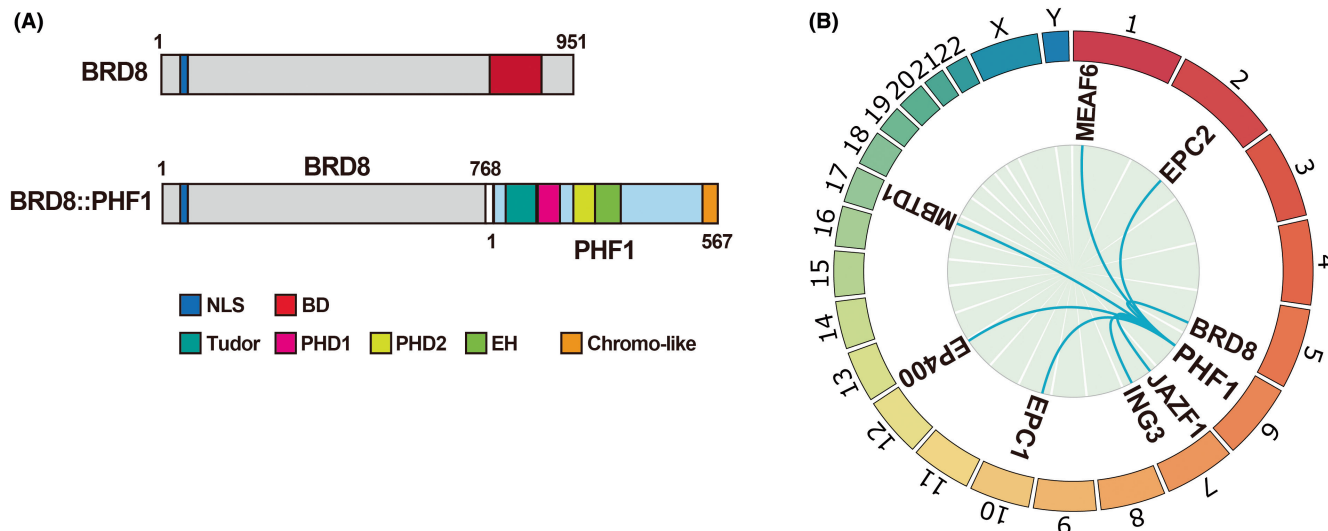 (A)
1
951
BRD8
1
BRD8
768
BRD8::PHF1
1
PHF1
567
NLS
BD
Tudor
PHD1
PHD2
EH
Chromo-like
(B)
1
2
3
4
5
6
7
8
9
10
11
12
13
14
15
16
17
18
19
20
21
22
X
Y
MEAF6
EPC2
BRD8
PHF1
JAZF1
ING3
EPC1
EP400
MBTD1